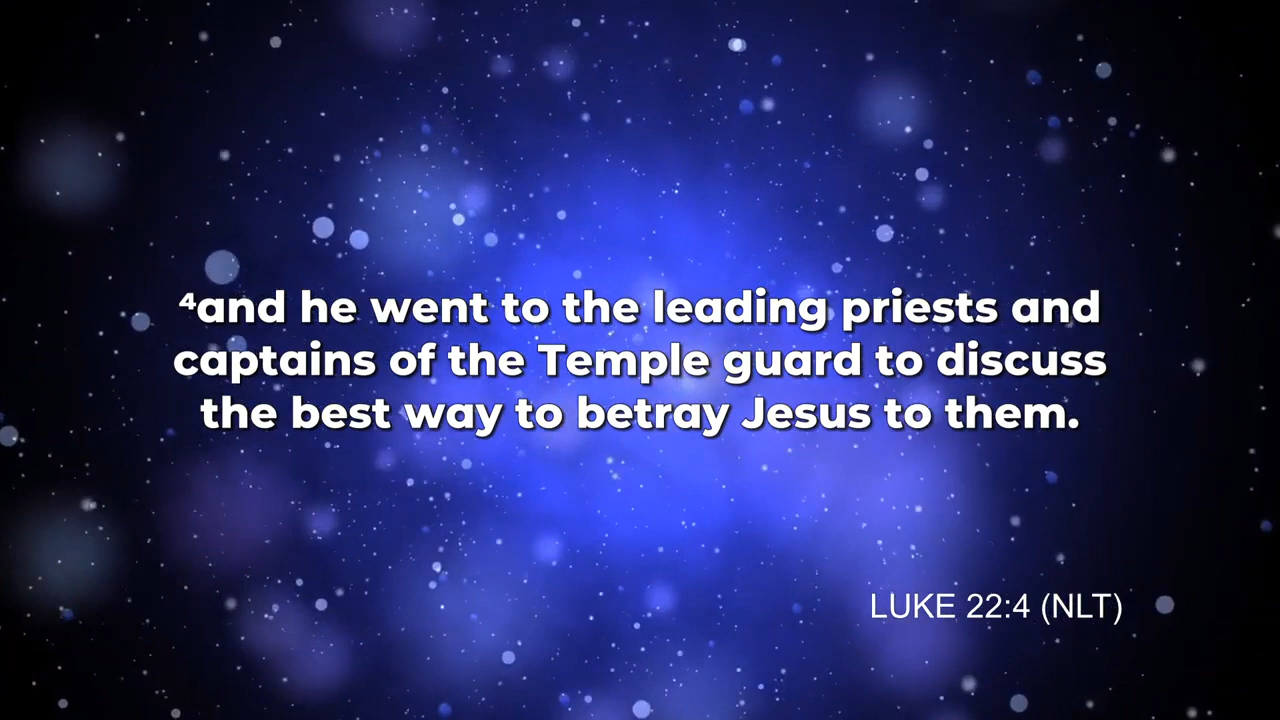 ⁴and he went to the leading priests and
captains of the Temple guard to discuss
the best way to betray Jesus to them.
LUKE 22:4 (NLT)